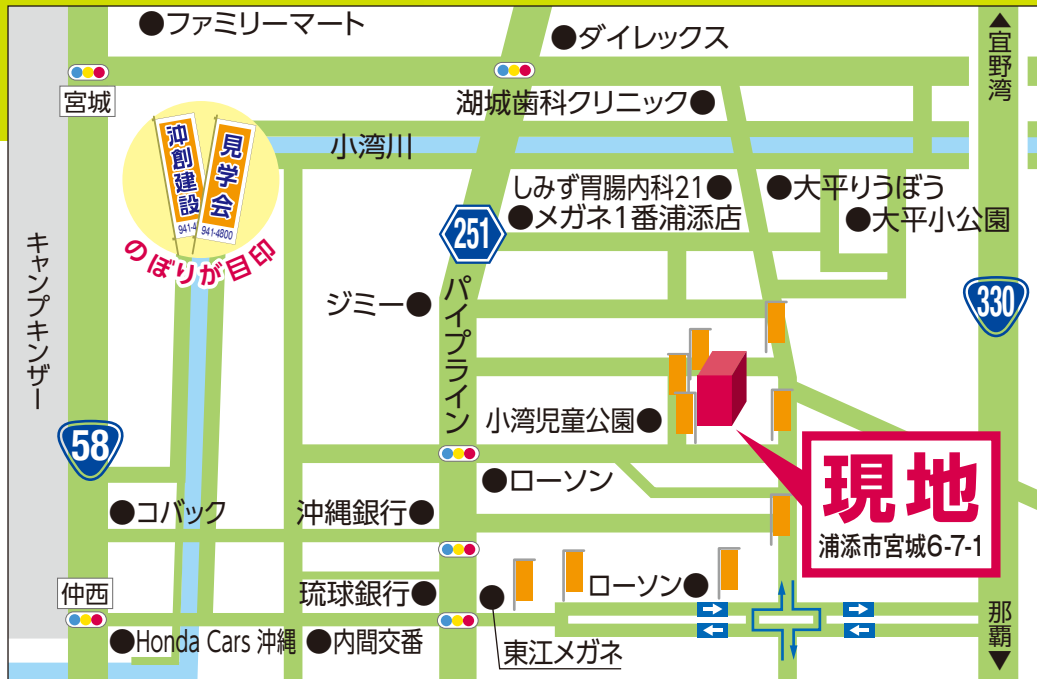 ●ファミリーマート
●ダイレックス
▲宜野湾
宮城
湖城歯科クリニック●
沖創建設
見学会
941-4
941-4800
のぼりが目印
小湾川
しみず胃腸内科21●
●大平りうぼう
●メガネ1番浦添店
●大平小公園
251
キャンプキンザー
ジミー●
パイプライン
330
小湾児童公園●
58
現地
浦添市宮城6-7-1
●ローソン
●コバック
沖縄銀行●
仲西
琉球銀行●
ローソン●
那覇▼
●Honda Cars 沖縄
●内間交番
東江メガネ